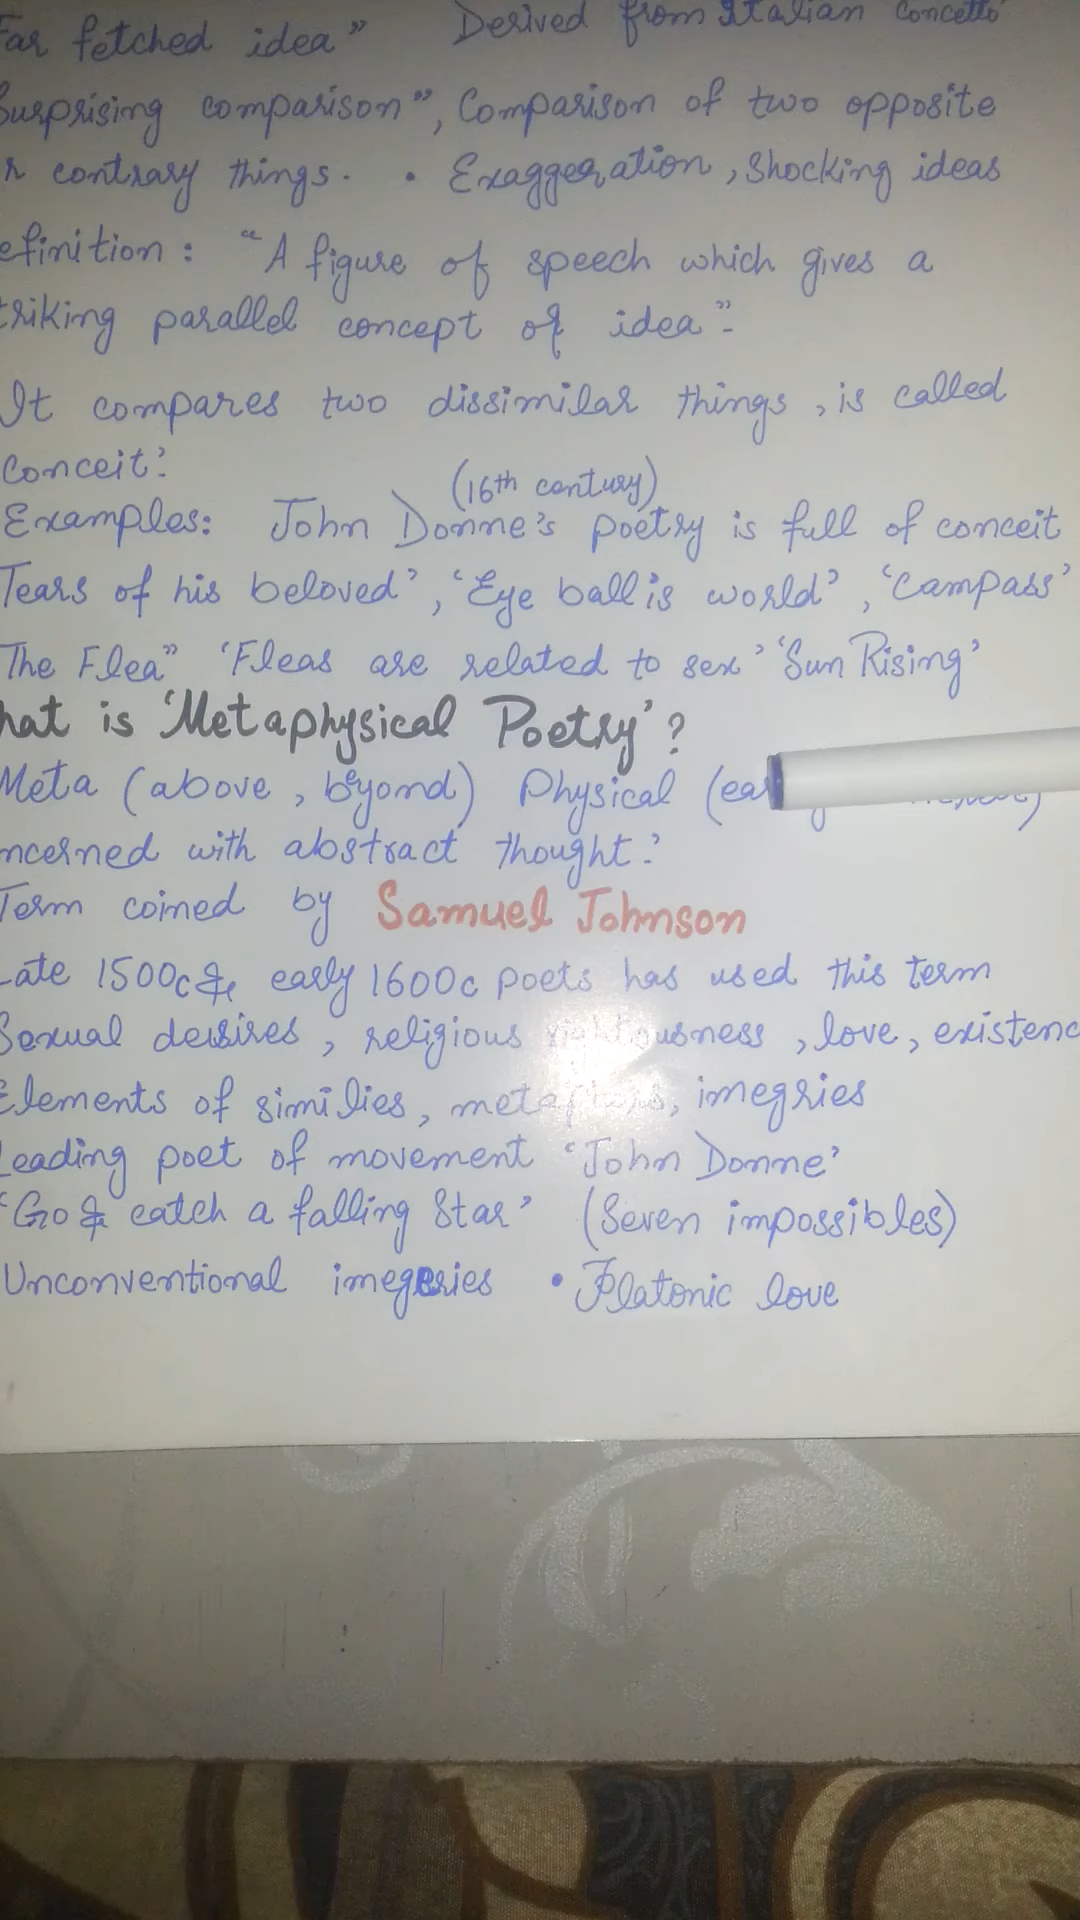 Far fetched idea" Derived from Italian Concetto
Surprising comparison", Comparison of two opposite
r contrary things. • Exaggeration, Shocking ideas
efinition: "A figure of speech which gives a
triking parallel concept of idea".
It compares two dissimilar things, is called
Conceit.'
(16th century)
Examples: John Donne's poetry is full of conceit
Tears of his beloved', 'Eye ball is world', 'Campass'
The Flea" 'Fleas are related to sex' 'Sun Rising'
hat is 'Metaphysical Poetry'?
Meta (above, beyond) Physical (ea
ncerned with abstract thought.'
Term coined by Samuel Johnson
Late 1500c & early 1600c poets has used this term
Sexual desires, religious rightousness, love, existenc
Elements of similies, metaphors, imegries
Leading poet of movement 'John Donne'
'Go & catch a falling Star' (Seven impossibles)
Unconventional imegeries • Platonic love